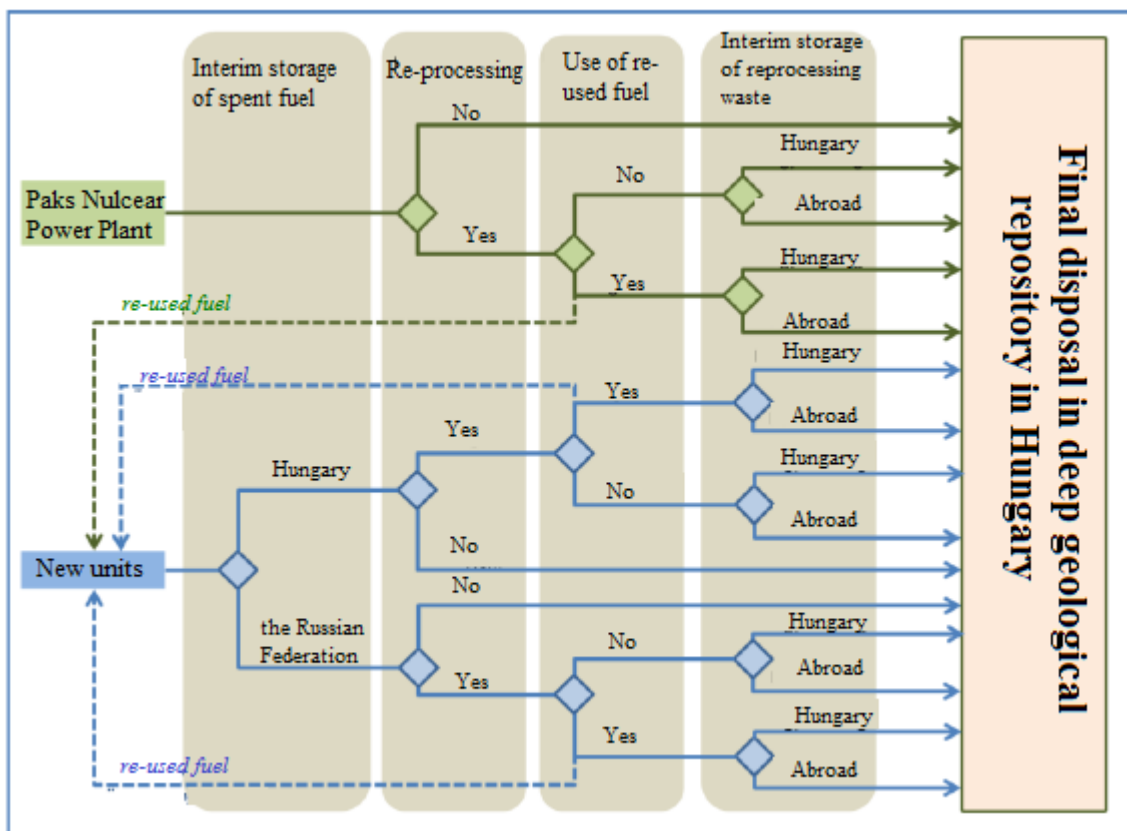 Interim storage
of spent fuel
Re-processing
Use of re-
used fuel
Interim storage
of reprocessing
waste
No
Hungary
No
Abroad
Paks Nulcear
Power Plant
Yes
Hungary
Yes
re-used fuel
Abroad
Hungary
re-used fuel
Yes
Abroad
Yes
Hungary
Hungary
No
Abroad
No
New units
No
the Russian
Federation
Hungary
No
Abroad
Yes
Hungary
Yes
re-used fuel
Abroad
Final disposal in deep geological
repository in Hungary